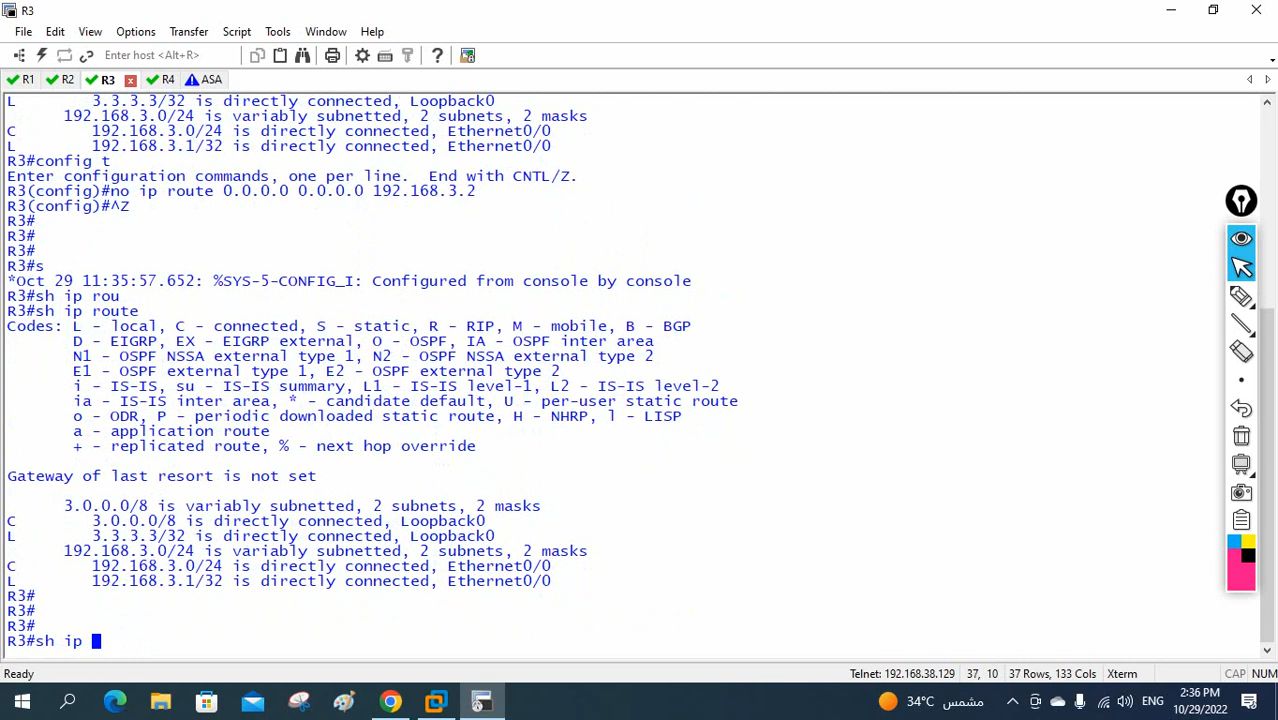 R3
File Edit View Options Transfer Script Tools Window Help
Enter host <Alt+R>
R1 R2 R3 R4 ASA
L 3.3.3.3/32 is directly connected, Loopback0
192.168.3.0/24 is variably subnetted, 2 subnets, 2 masks
C 192.168.3.0/24 is directly connected, Ethernet0/0
L 192.168.3.1/32 is directly connected, Ethernet0/0
R3#config t
Enter configuration commands, one per line. End with CNTL/Z.
R3(config)#no ip route 0.0.0.0 0.0.0.0 192.168.3.2
R3(config)#^Z
R3#
R3#
R3#
R3#s
*Oct 29 11:35:57.652: %SYS-5-CONFIG_I: Configured from console by console
R3#sh ip rou
R3#sh ip route
Codes: L - local, C - connected, S - static, R - RIP, M - mobile, B - BGP
D - EIGRP, EX - EIGRP external, O - OSPF, IA - OSPF inter area
N1 - OSPF NSSA external type 1, N2 - OSPF NSSA external type 2
E1 - OSPF external type 1, E2 - OSPF external type 2
i - IS-IS, su - IS-IS summary, L1 - IS-IS level-1, L2 - IS-IS level-2
ia - IS-IS inter area, * - candidate default, U - per-user static route
o - ODR, P - periodic downloaded static route, H - NHRP, l - LISP
a - application route
+ - replicated route, % - next hop override
Gateway of last resort is not set
3.0.0.0/8 is variably subnetted, 2 subnets, 2 masks
C 3.0.0.0/8 is directly connected, Loopback0
L 3.3.3.3/32 is directly connected, Loopback0
192.168.3.0/24 is variably subnetted, 2 subnets, 2 masks
C 192.168.3.0/24 is directly connected, Ethernet0/0
L 192.168.3.1/32 is directly connected, Ethernet0/0
R3#
R3#
R3#
R3#sh ip
Ready Telnet: 192.168.38.129 37, 10 37 Rows, 133 Cols Xterm CAP NUM
34°C مشمس ENG 2:36 PM
10/29/2022